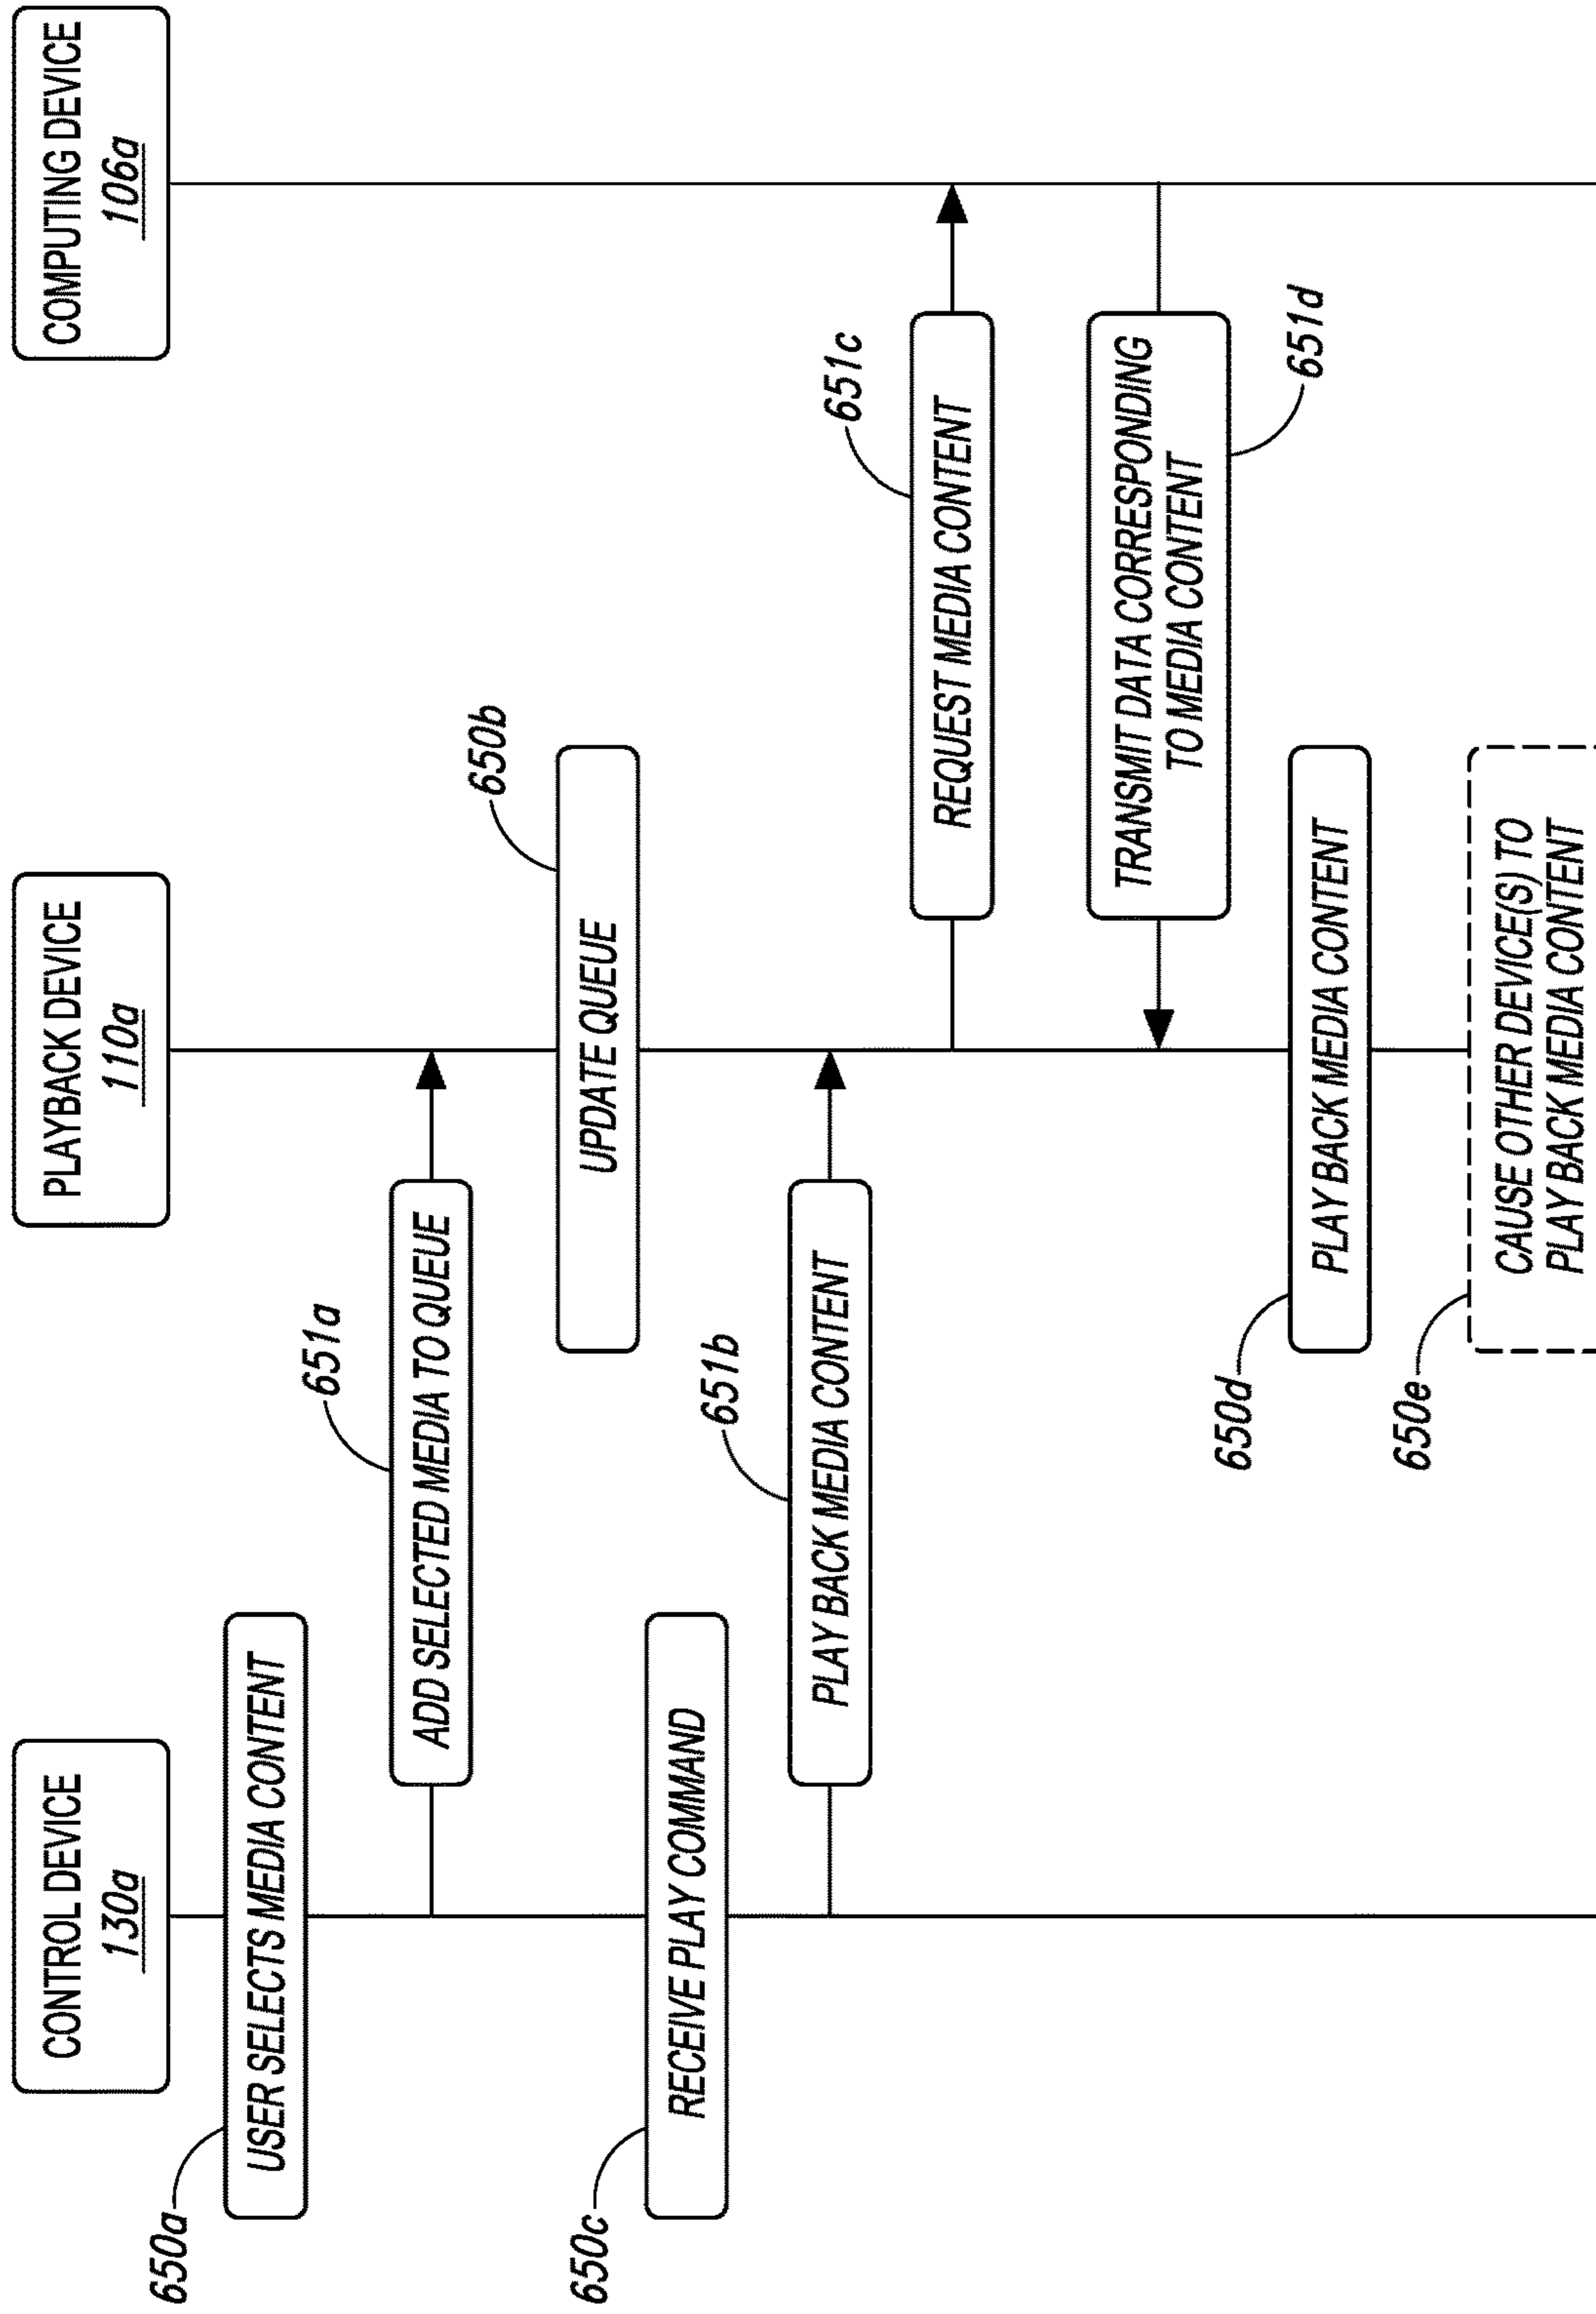 CONTROL DEVICE
130a
PLAYBACK DEVICE
110a
COMPUTING DEVICE
106a
650a
USER SELECTS MEDIA CONTENT
651a
ADD SELECTED MEDIA TO QUEUE
650b
UPDATE QUEUE
650c
RECEIVE PLAY COMMAND
651b
PLAY BACK MEDIA CONTENT
651c
REQUEST MEDIA CONTENT
TRANSMIT DATA CORRESPONDING
TO MEDIA CONTENT
651d
650d
PLAY BACK MEDIA CONTENT
650e
CAUSE OTHER DEVICE(S) TO
PLAY BACK MEDIA CONTENT